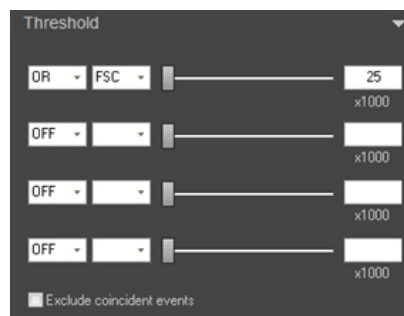 Threshold
OR FSC 25
x1000
OFF
x1000
OFF
x1000
OFF
x1000
Exclude coincident events